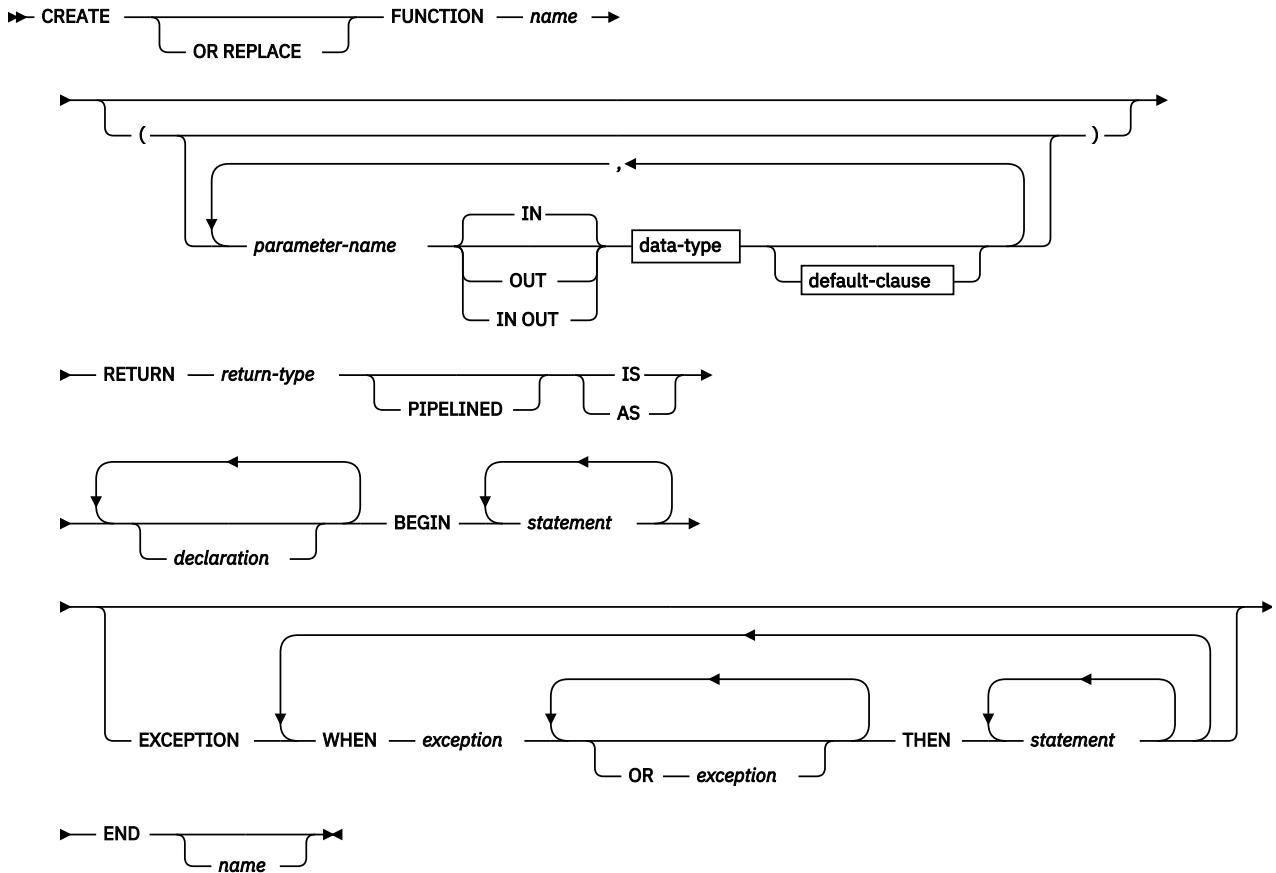 CREATE FUNCTION name
OR REPLACE
( )
,
IN
parameter-name data-type
OUT default-clause
IN OUT
RETURN return-type IS
PIPELINED AS
BEGIN statement
declaration
EXCEPTION WHEN exception THEN statement
OR exception
END
name